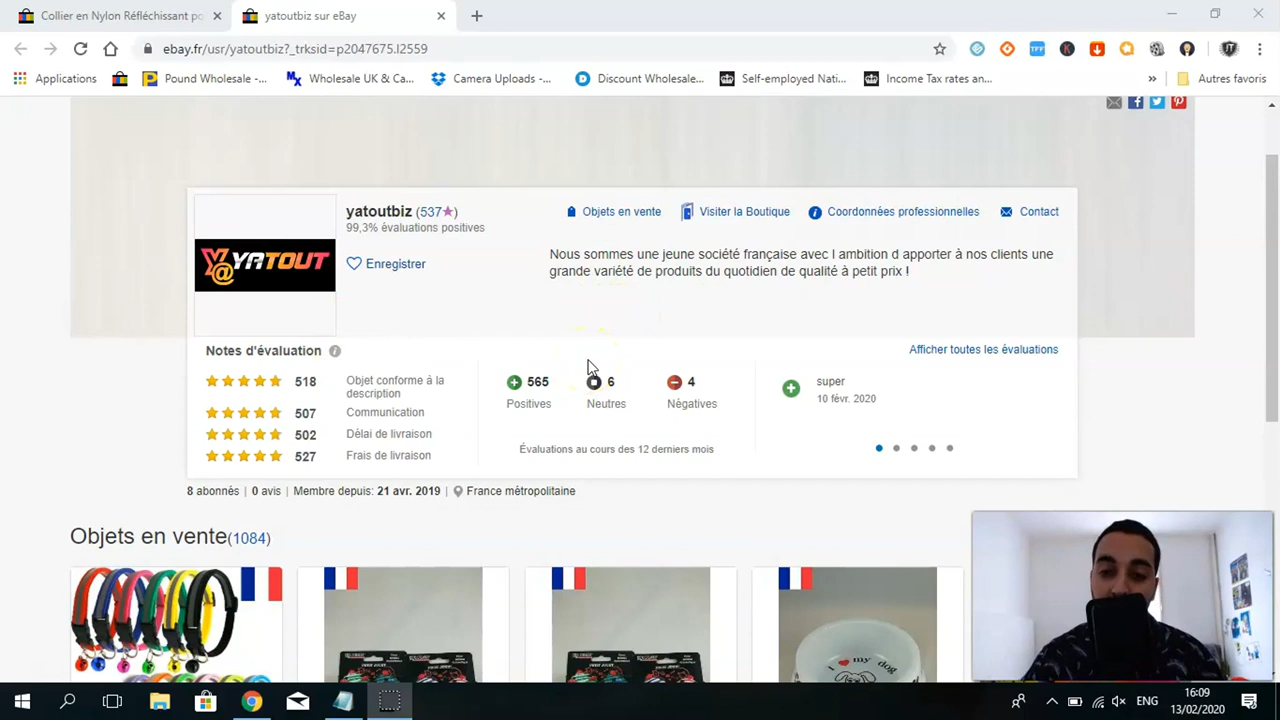 Collier en Nylon Réfléchissant po
yatoutbiz sur eBay
ebay.fr/usr/yatoutbiz?_trksid=p2047675.l2559
Applications
Pound Wholesale -...
Wholesale UK & Ca...
Camera Uploads -...
Discount Wholesale...
Self-employed Nati...
Income Tax rates an...
Autres favoris
yatoutbiz (537)
99,3% évaluations positives
Enregistrer
Objets en vente
Visiter la Boutique
Coordonnées professionnelles
Contact
Nous sommes une jeune société française avec l ambition d apporter à nos clients une
grande variété de produits du quotidien de qualité à petit prix !
YATOUT
Notes d'évaluation
Afficher toutes les évaluations
518 Objet conforme à la
description
507 Communication
502 Délai de livraison
527 Frais de livraison
565
Positives
6
Neutres
4
Négatives
Évaluations au cours des 12 derniers mois
super
10 févr. 2020
8 abonnés | 0 avis | Membre depuis: 21 avr. 2019 | France métropolitaine
Objets en vente(1084)
I ♥ my dog
ENG
16:09
13/02/2020